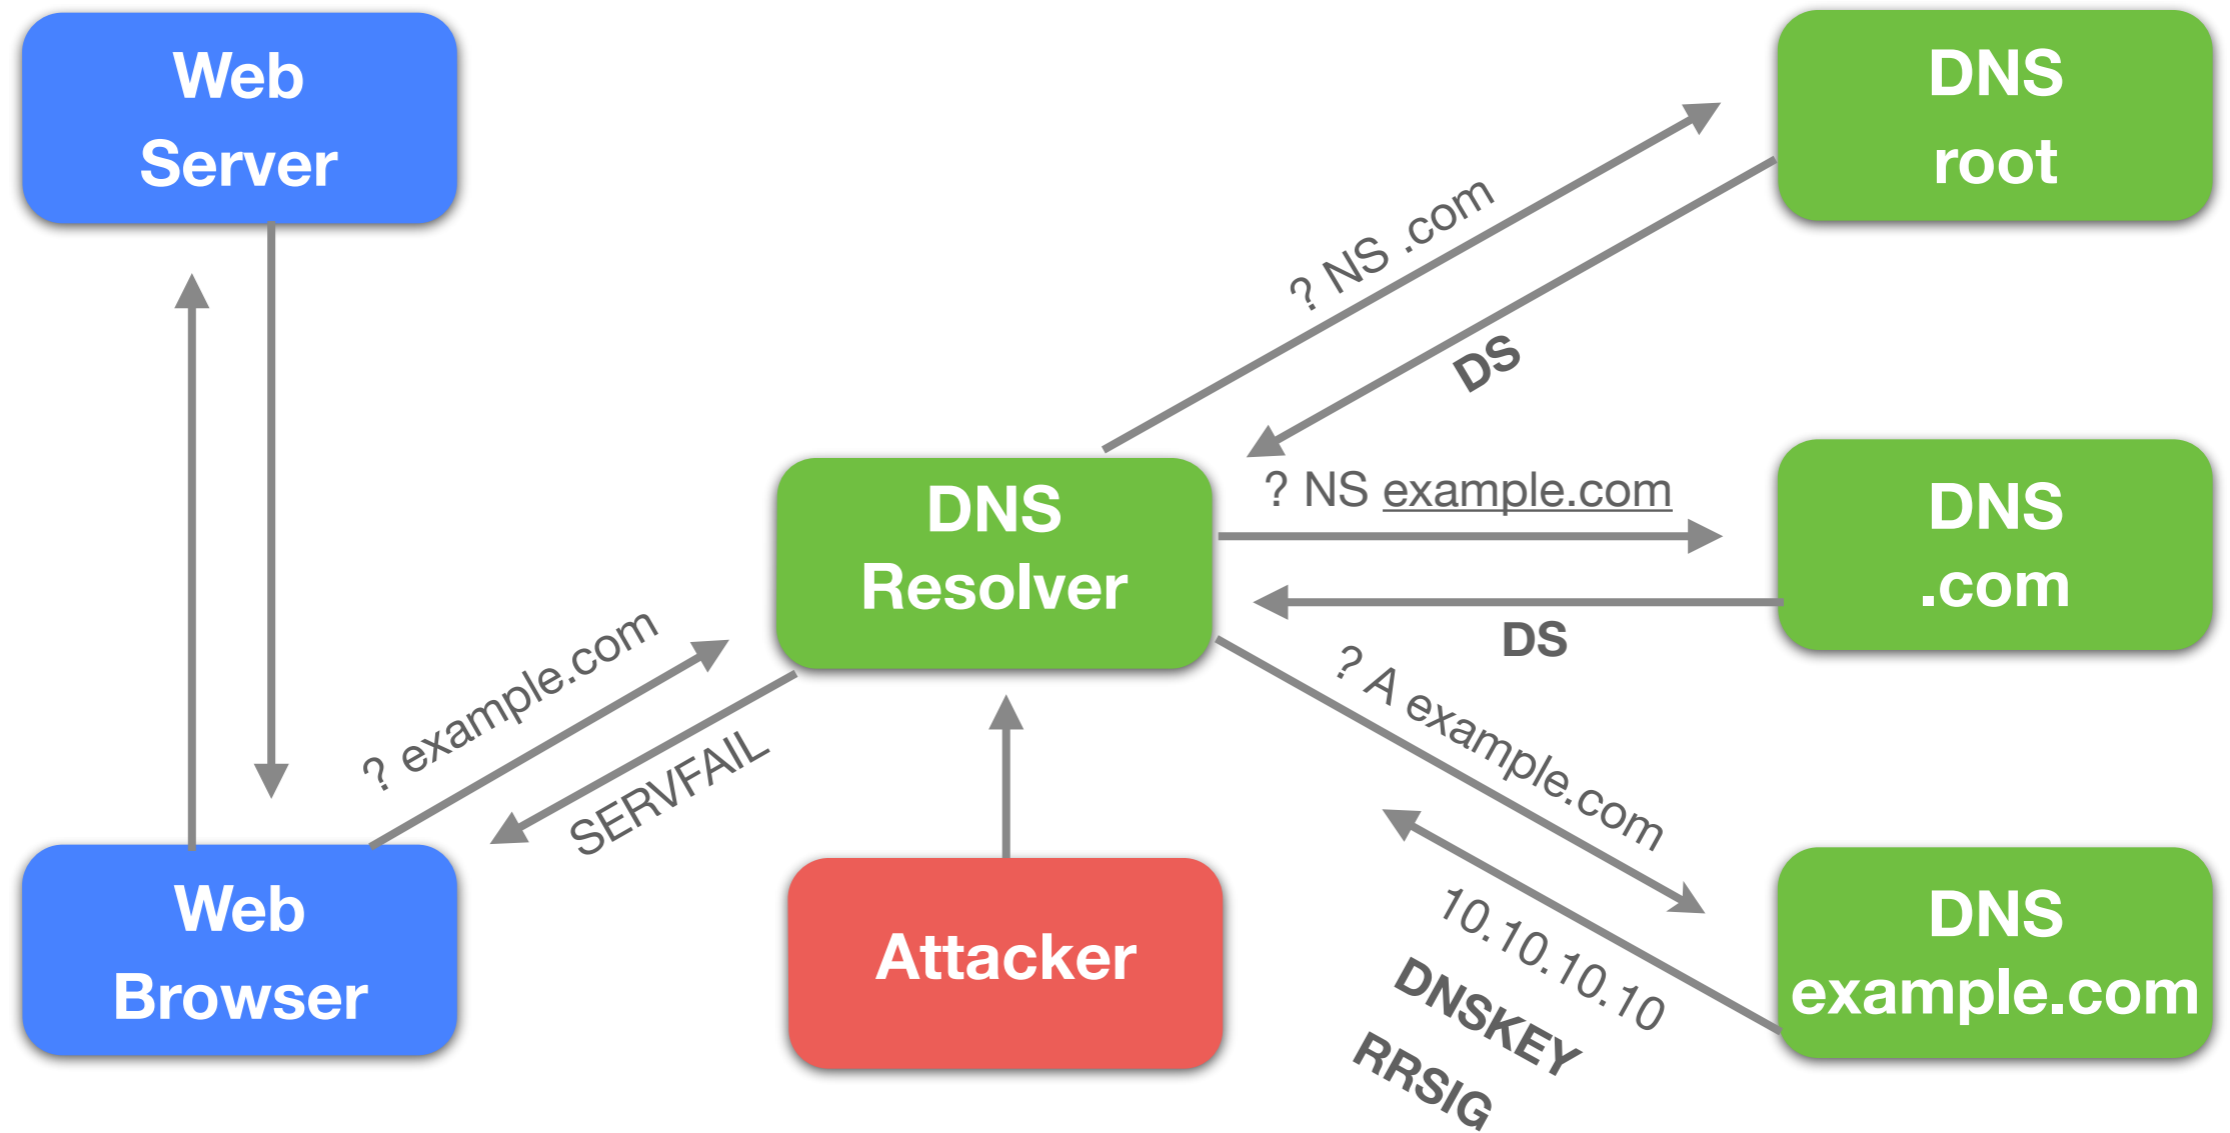 Web
Server
DNS
root
? NS .com
DS
DNS
Resolver
? NS example.com
DNS
.com
DS
? example.com
SERVFAIL
? A example.com
10.10.10.10
DNSKEY
RRSIG
Web
Browser
Attacker
DNS
example.com